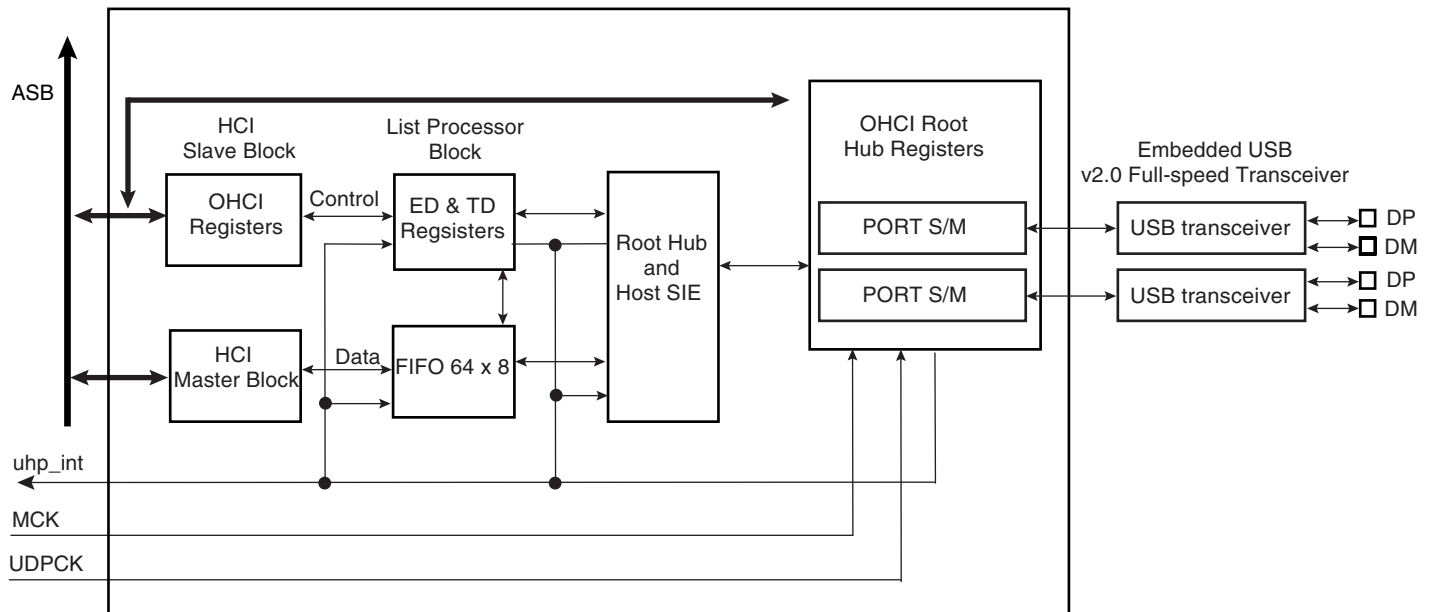 ASB
HCI
Slave Block
List Processor
Block
OHCI
Registers
Control
ED & TD
Regsisters
Root Hub
and
Host SIE
OHCI Root
Hub Registers
PORT S/M
PORT S/M
Embedded USB
v2.0 Full-speed Transceiver
USB transceiver
DP
DM
USB transceiver
DP
DM
HCI
Master Block
Data
FIFO 64 x 8
uhp_int
MCK
UDPCK